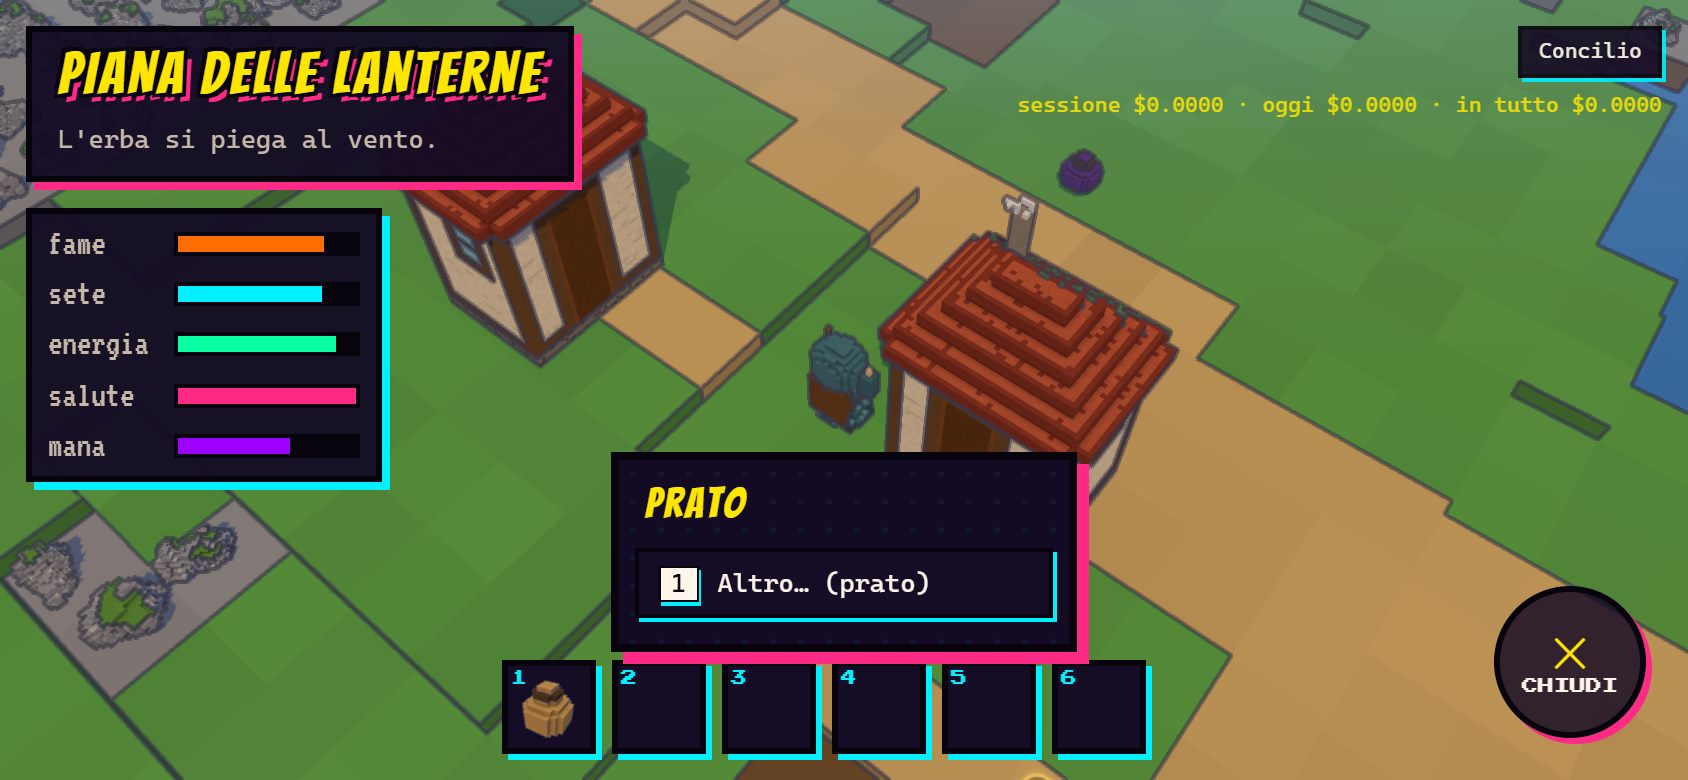 PIANA DELLE LANTERNE
L'erba si piega al vento.
Concilio
sessione $0.0000 · oggi $0.0000 · in tutto $0.0000
fame
sete
energia
salute
mana
PRATO
1 Altro… (prato)
1 2 3 4 5 6
CHIUDI